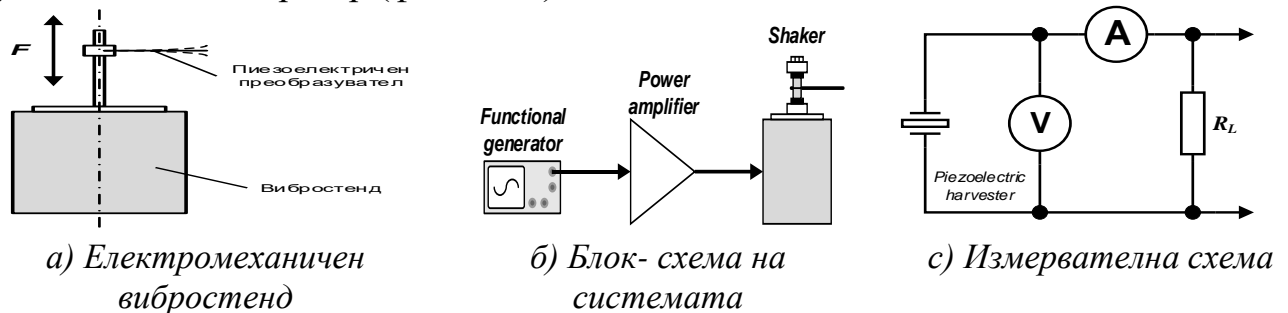 F
Пиезоелектричен
преобразувател
Вибростенд
а) Електромеханичен
вибростенд
Functional
generator
Power
amplifier
Shaker
б) Блок- схема на
системата
A
V
R_L
Piezoelectric
harvester
с) Измервателна схема